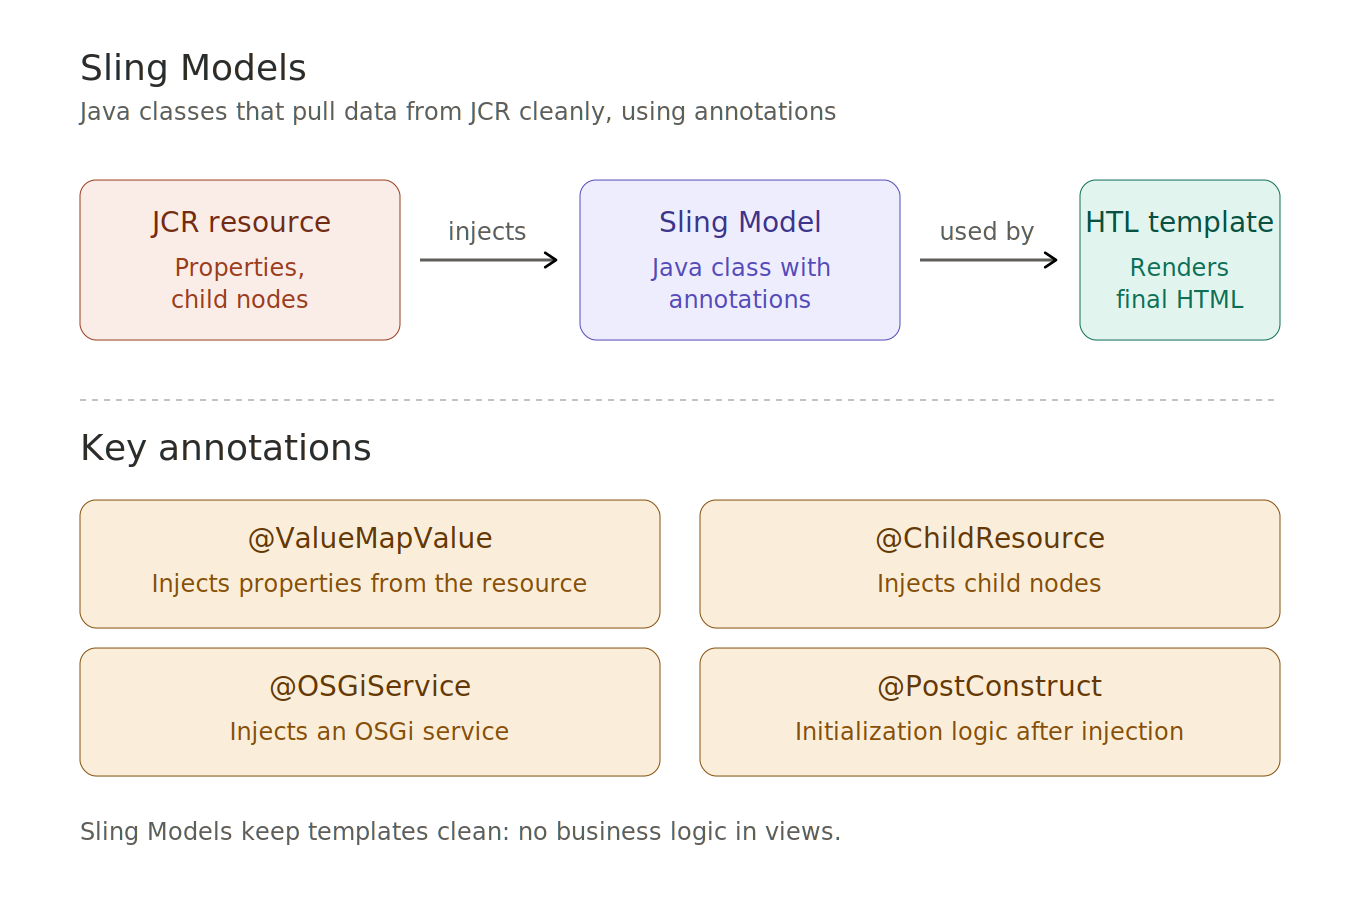 Sling Models
Java classes that pull data from JCR cleanly, using annotations
JCR resource
Properties,
child nodes
injects
Sling Model
Java class with
annotations
used by
HTL template
Renders
final HTML
Key annotations
@ValueMapValue
Injects properties from the resource
@ChildResource
Injects child nodes
@OSGiService
Injects an OSGi service
@PostConstruct
Initialization logic after injection
Sling Models keep templates clean: no business logic in views.